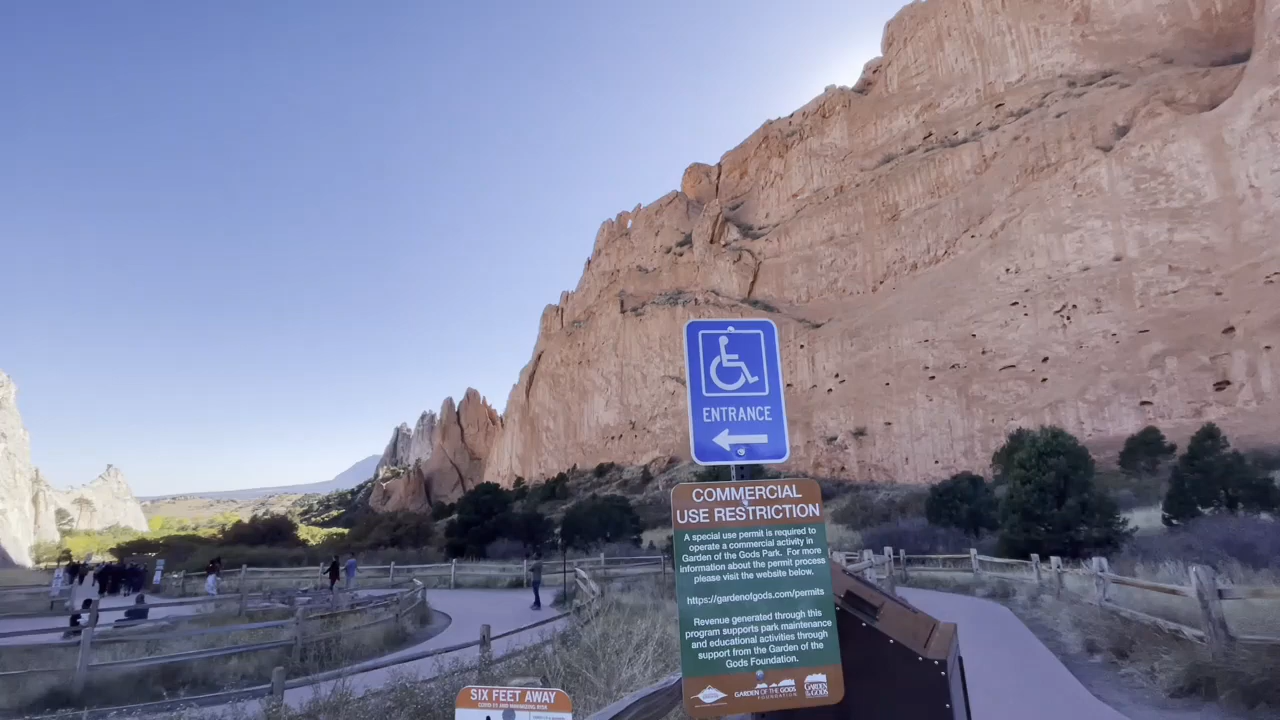 ENTRANCE
COMMERCIAL
USE RESTRICTION
A special use permit is required to
operate a commercial activity in
Garden of the Gods Park. For more
information about the permit process
please visit the website below.
https://gardenofgods.com/permits
Revenue generated through this
program supports park maintenance
and educational activities through
support from the Garden of the
Gods Foundation.
GARDEN OF THE GODS
FOUNDATION
GARDEN
SIX FEET AWAY